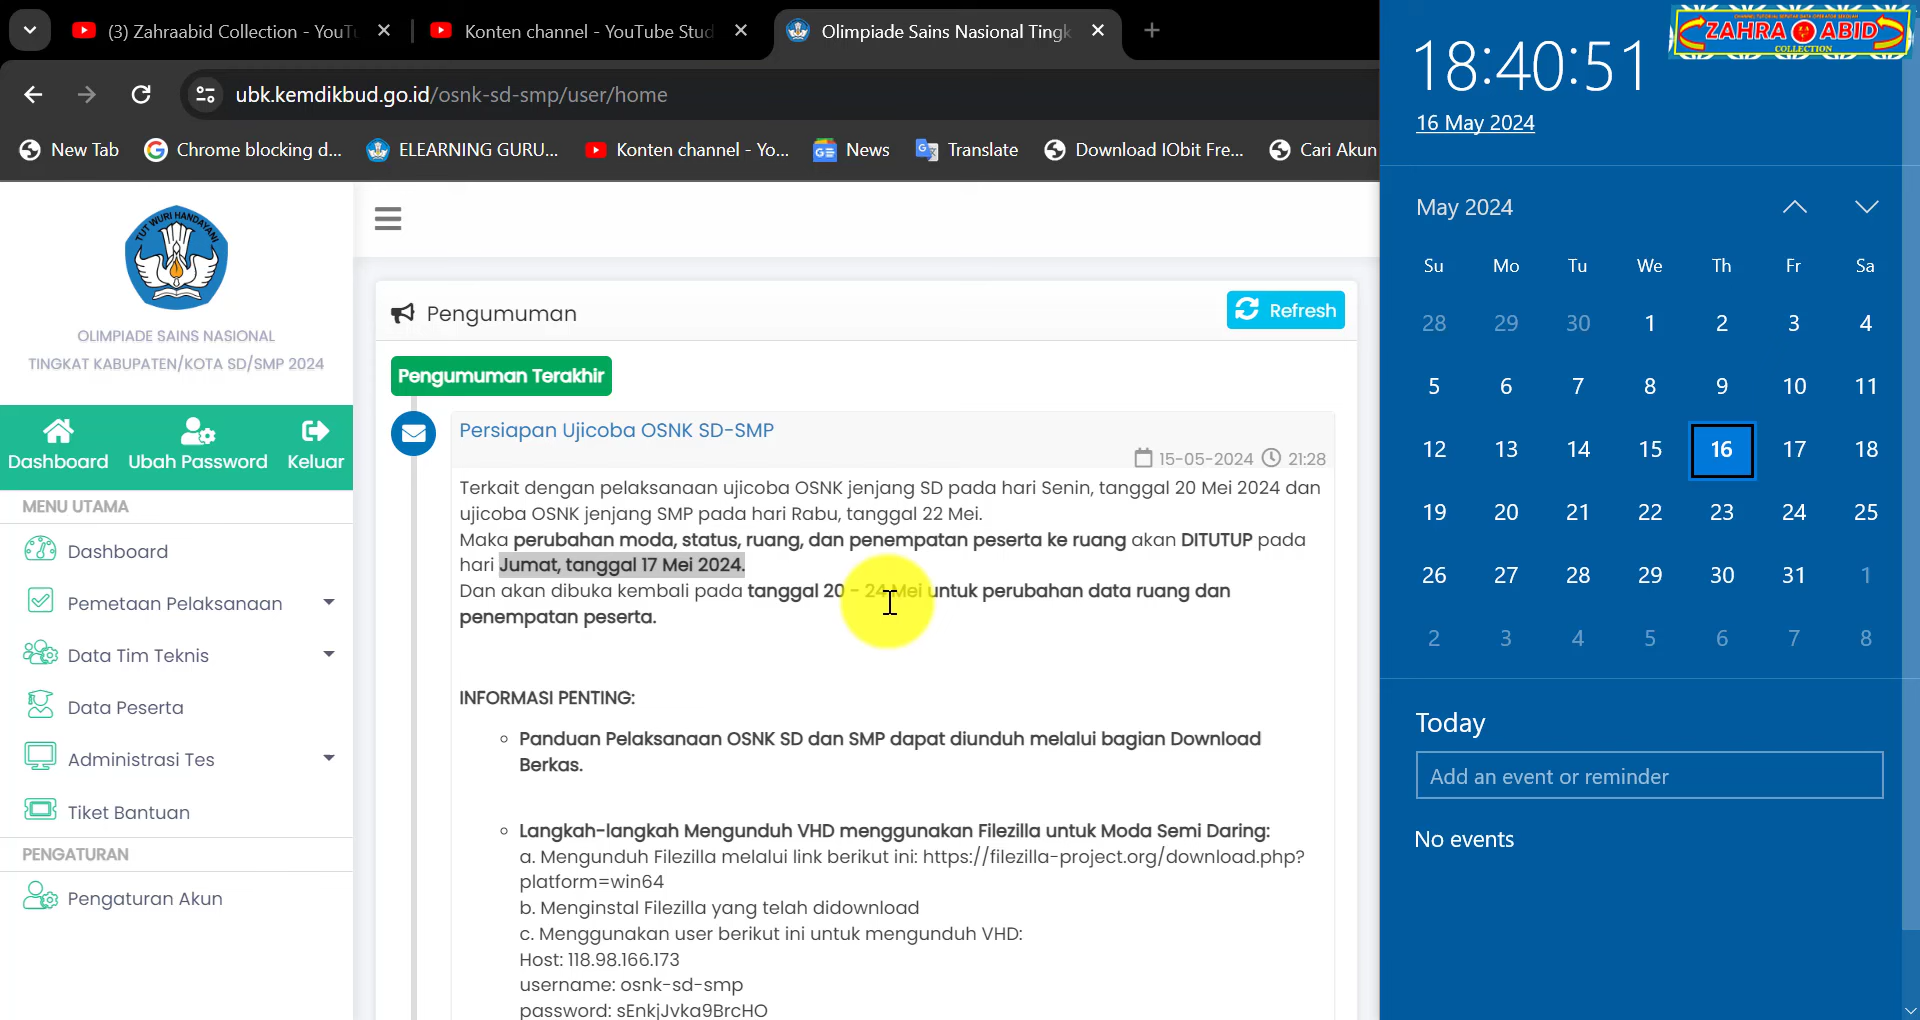 (3) Zahraabid Collection - YouTu
Konten channel - YouTube Stud
Olimpiade Sains Nasional Tingk
ubk.kemdikbud.go.id/osnk-sd-smp/user/home
New Tab
Chrome blocking d...
ELEARNING GURU...
Konten channel - Yo...
News
Translate
Download IObit Fre...
Cari Akun
TUT WURI HANDAYANI
OLIMPIADE SAINS NASIONAL
TINGKAT KABUPATEN/KOTA SD/SMP 2024
Dashboard
Ubah Password
Keluar
MENU UTAMA
Dashboard
Pemetaan Pelaksanaan
Data Tim Teknis
Data Peserta
Administrasi Tes
Tiket Bantuan
PENGATURAN
Pengaturan Akun
Pengumuman
Refresh
Pengumuman Terakhir
Persiapan Ujicoba OSNK SD-SMP
15-05-2024 21:28
Terkait dengan pelaksanaan ujicoba OSNK jenjang SD pada hari Senin, tanggal 20 Mei 2024 dan
ujicoba OSNK jenjang SMP pada hari Rabu, tanggal 22 Mei.
Maka perubahan moda, status, ruang, dan penempatan peserta ke ruang akan DITUTUP pada
hari Jumat, tanggal 17 Mei 2024.
Dan akan dibuka kembali pada tanggal 20 - 24 Mei untuk perubahan data ruang dan
penempatan peserta.
INFORMASI PENTING:
Panduan Pelaksanaan OSNK SD dan SMP dapat diunduh melalui bagian Download
Berkas.
Langkah-langkah Mengunduh VHD menggunakan Filezilla untuk Moda Semi Daring:
a. Mengunduh Filezilla melalui link berikut ini: https://filezilla-project.org/download.php?
platform=win64
b. Menginstal Filezilla yang telah didownload
c. Menggunakan user berikut ini untuk mengunduh VHD:
Host: 118.98.166.173
username: osnk-sd-smp
password: sEnkjJvka9BrcHO
ZAHRA ABID
COLLECTION
18:40:51
16 May 2024
May 2024
Su Mo Tu We Th Fr Sa
28 29 30 1 2 3 4
5 6 7 8 9 10 11
12 13 14 15 16 17 18
19 20 21 22 23 24 25
26 27 28 29 30 31 1
2 3 4 5 6 7 8
Today
Add an event or reminder
No events